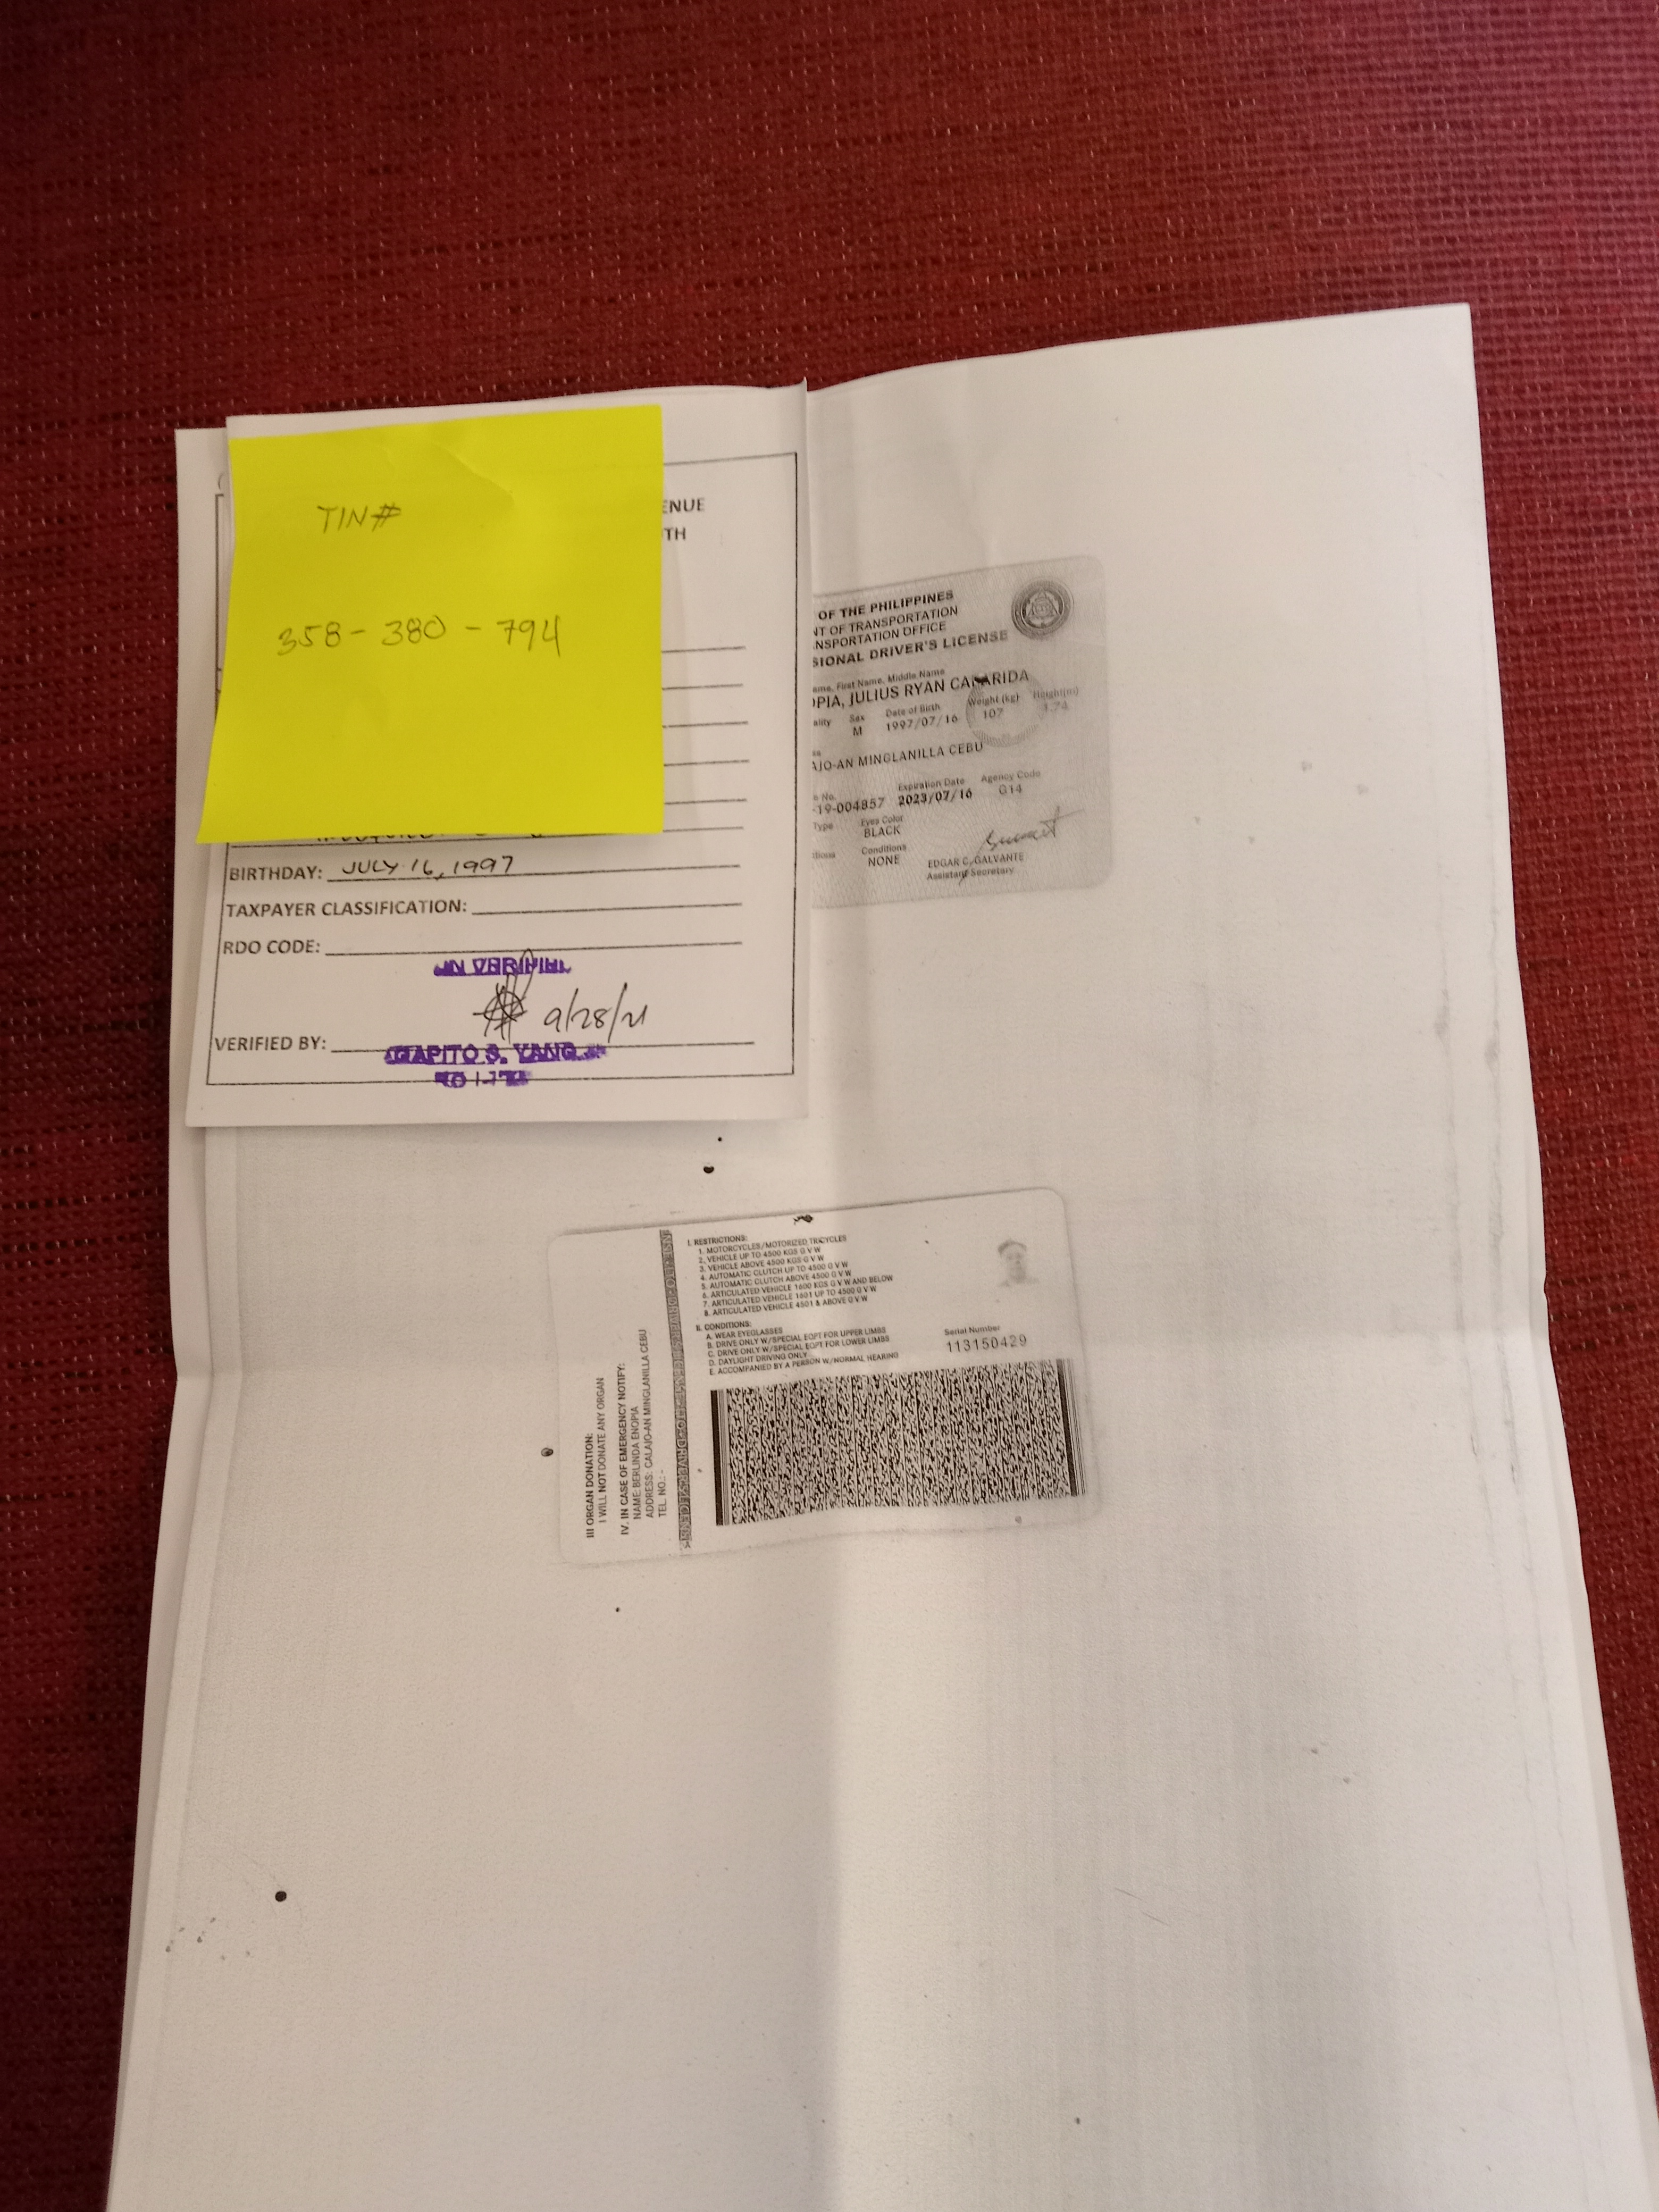 TIN#
358-380-794
ENUE
TH
BIRTHDAY: JULY 16, 1997
TAXPAYER CLASSIFICATION:
RDO CODE:
9/28/21
VERIFIED BY:
OF THE PHILIPPINES
NT OF TRANSPORTATION
NSPORTATION OFFICE
SIONAL DRIVER'S LICENSE
ame, First Name, Middle Name
OPIA, JULIUS RYAN
ality Sex Date of Birth Weight (kg) Height(m)
M 1997/07/16 107 1.74
AJO-AN MINGLANILLA CEBU
n No. Expiration Date Agency Code
-19-004857 2023/07/16 G14
Type Eyes Color
BLACK
Conditions
NONE
EDGAR C. GALVANTE
Assistant Secretary
I. RESTRICTIONS:
1. MOTORCYCLES/MOTORIZED TRICYCLES
2. VEHICLE UP TO 4500 KGS G V W
3. VEHICLE ABOVE 4500 KGS G V W
4. AUTOMATIC CLUTCH UP TO 4500 G V W
5. AUTOMATIC CLUTCH ABOVE 4500 G V W
6. ARTICULATED VEHICLE 1600 KGS G V W AND BELOW
7. ARTICULATED VEHICLE 1601 UP TO 4500 G V W
8. ARTICULATED VEHICLE 4501 & ABOVE G V W
II. CONDITIONS:
A. WEAR EYEGLASSES
B. DRIVE ONLY W/SPECIAL EQPT FOR UPPER LIMBS
C. DRIVE ONLY W/SPECIAL EQPT FOR LOWER LIMBS
D. DAYLIGHT DRIVING ONLY
E. ACCOMPANIED BY A PERSON W/NORMAL HEARING
Serial Number
113150429
III ORGAN DONATION:
I WILL NOT DONATE ANY ORGAN
IV. IN CASE OF EMERGENCY NOTIFY:
NAME: BERLINDA ENOPIA
ADDRESS: CALAJO-AN MINGLANILLA CEBU
TEL. NO.: -